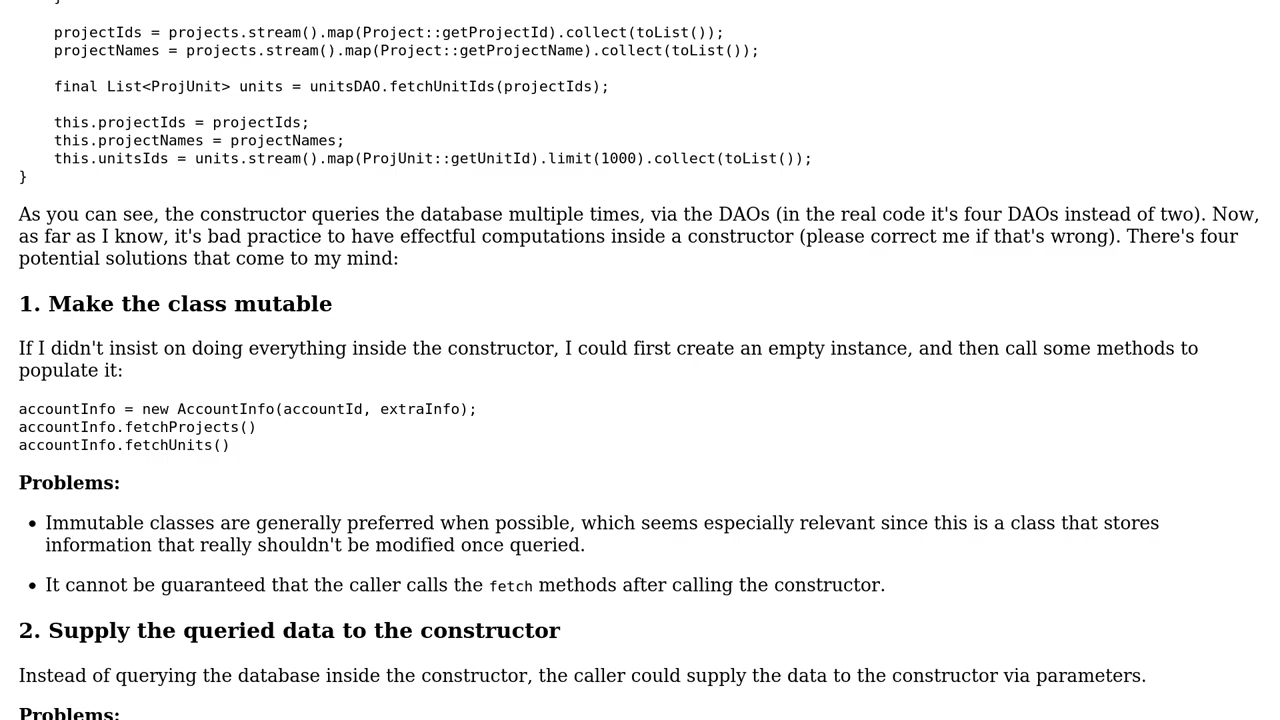 }
projectIds = projects.stream().map(Project::getProjectId).collect(toList());
projectNames = projects.stream().map(Project::getProjectName).collect(toList());
final List<ProjUnit> units = unitsDAO.fetchUnitIds(projectIds);
this.projectIds = projectIds;
this.projectNames = projectNames;
this.unitsIds = units.stream().map(ProjUnit::getUnitId).limit(1000).collect(toList());
}
As you can see, the constructor queries the database multiple times, via the DAOs (in the real code it's four DAOs instead of two). Now,
as far as I know, it's bad practice to have effectful computations inside a constructor (please correct me if that's wrong). There's four
potential solutions that come to my mind:
1. Make the class mutable
If I didn't insist on doing everything inside the constructor, I could first create an empty instance, and then call some methods to
populate it:
accountInfo = new AccountInfo(accountId, extraInfo);
accountInfo.fetchProjects()
accountInfo.fetchUnits()
Problems:
• Immutable classes are generally preferred when possible, which seems especially relevant since this is a class that stores
information that really shouldn't be modified once queried.
• It cannot be guaranteed that the caller calls the fetch methods after calling the constructor.
2. Supply the queried data to the constructor
Instead of querying the database inside the constructor, the caller could supply the data to the constructor via parameters.
Problems: